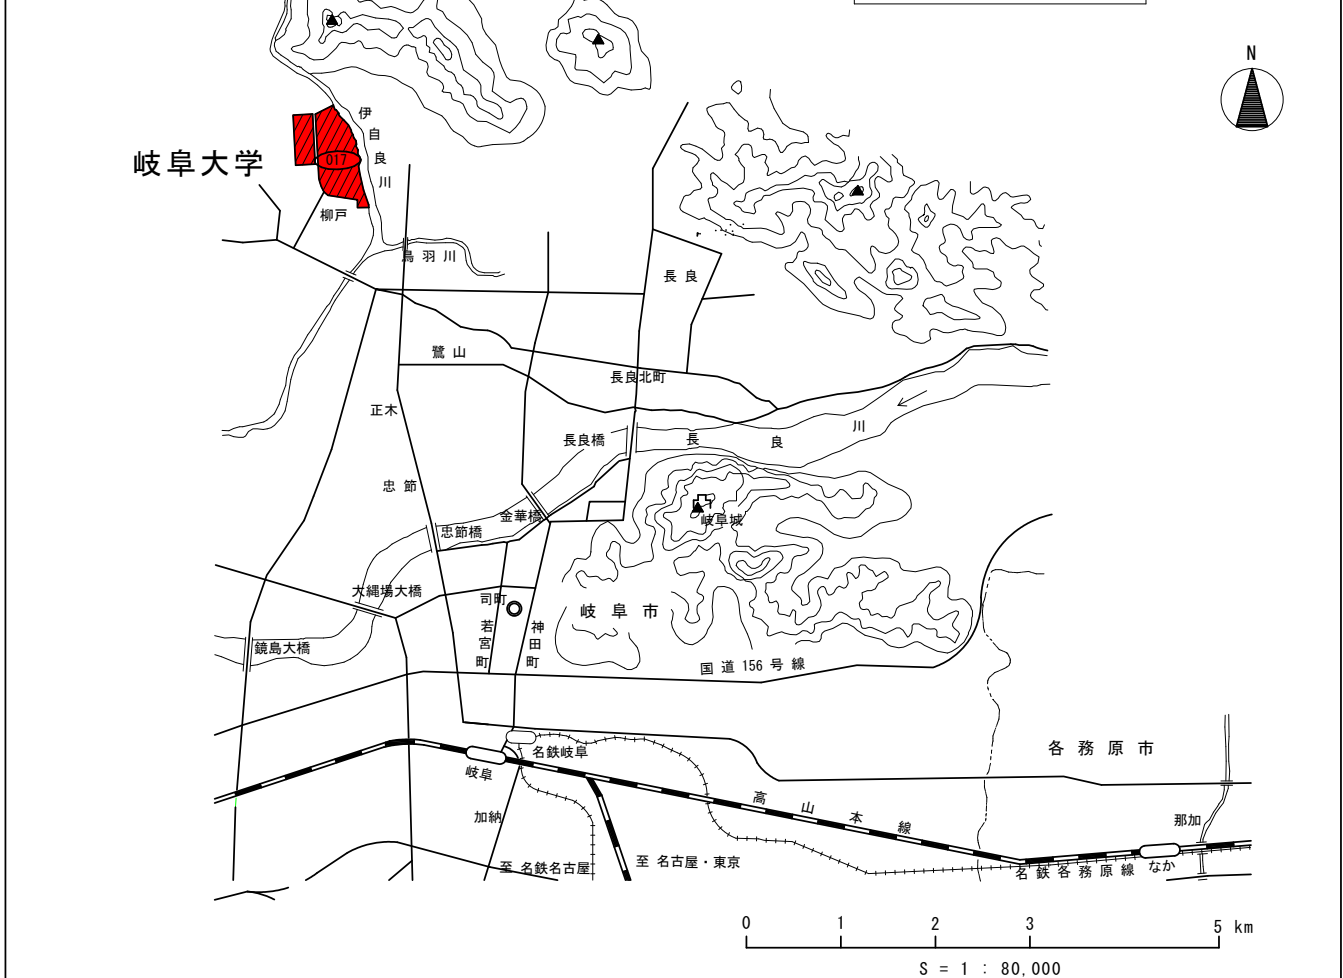 N
伊自良川
岐阜大学
017
柳戸
鳥羽川
長良
鷺山
長良北町
正木
長良橋
長良川
忠節
金華橋
岐阜城
忠節橋
大縄場大橋
司町
岐阜市
若宮町
神田町
鏡島大橋
国道156号線
名鉄岐阜
各務原市
岐阜
高山本線
加納
那加
至 名鉄名古屋
至 名古屋・東京
名鉄各務原線
なか
0 1 2 3 5 km
S = 1 : 80,000